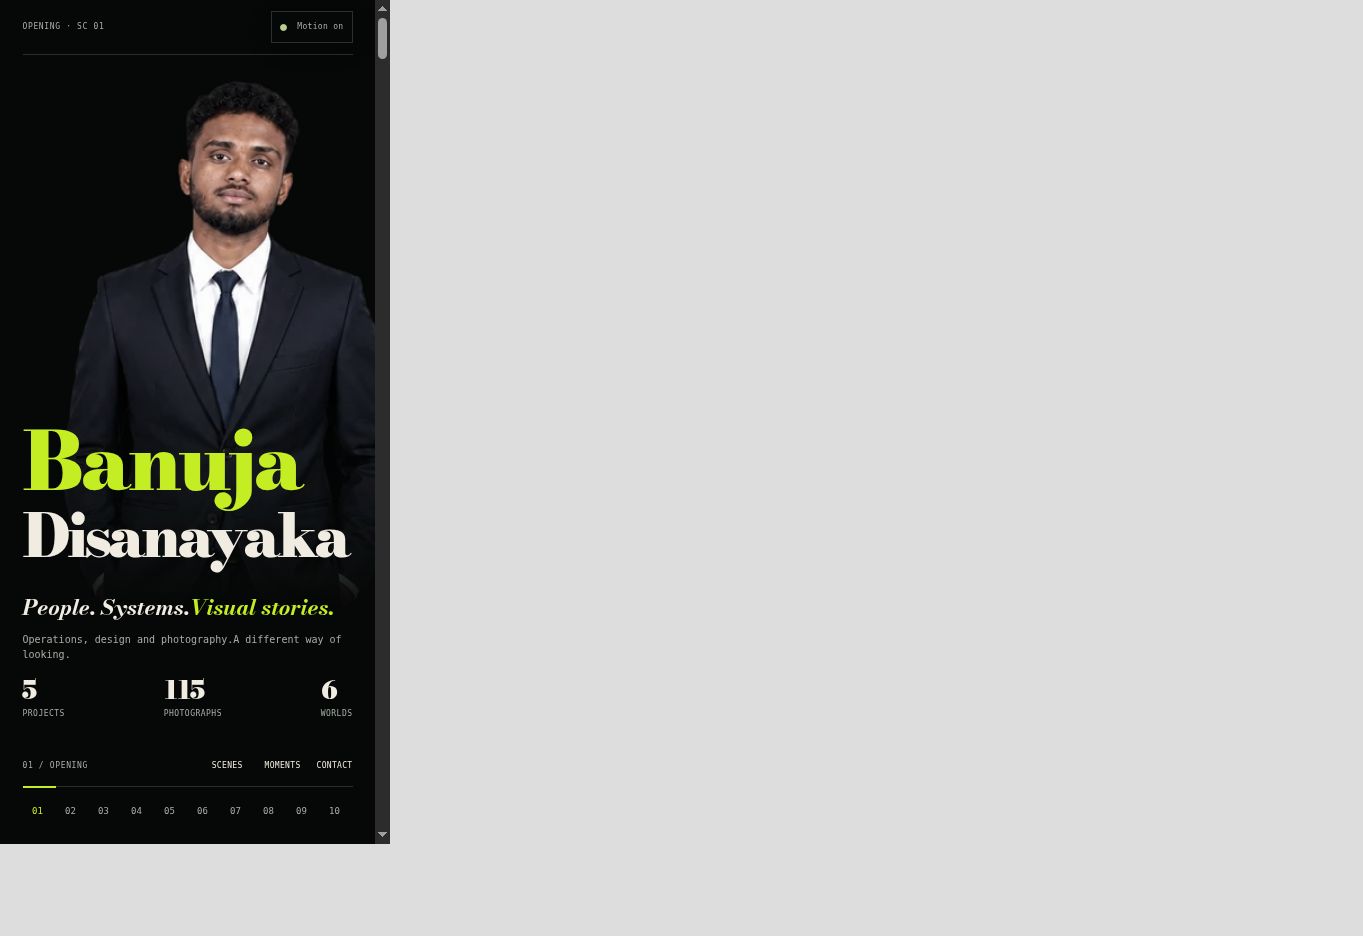 OPENING · SC 01
Motion on
Banuja
Disanayaka
People. Systems.Visual stories.
Operations, design and photography.A different way of
looking.
5 115 6
PROJECTS PHOTOGRAPHS WORLDS
01 / OPENING SCENES MOMENTS CONTACT
01 02 03 04 05 06 07 08 09 10